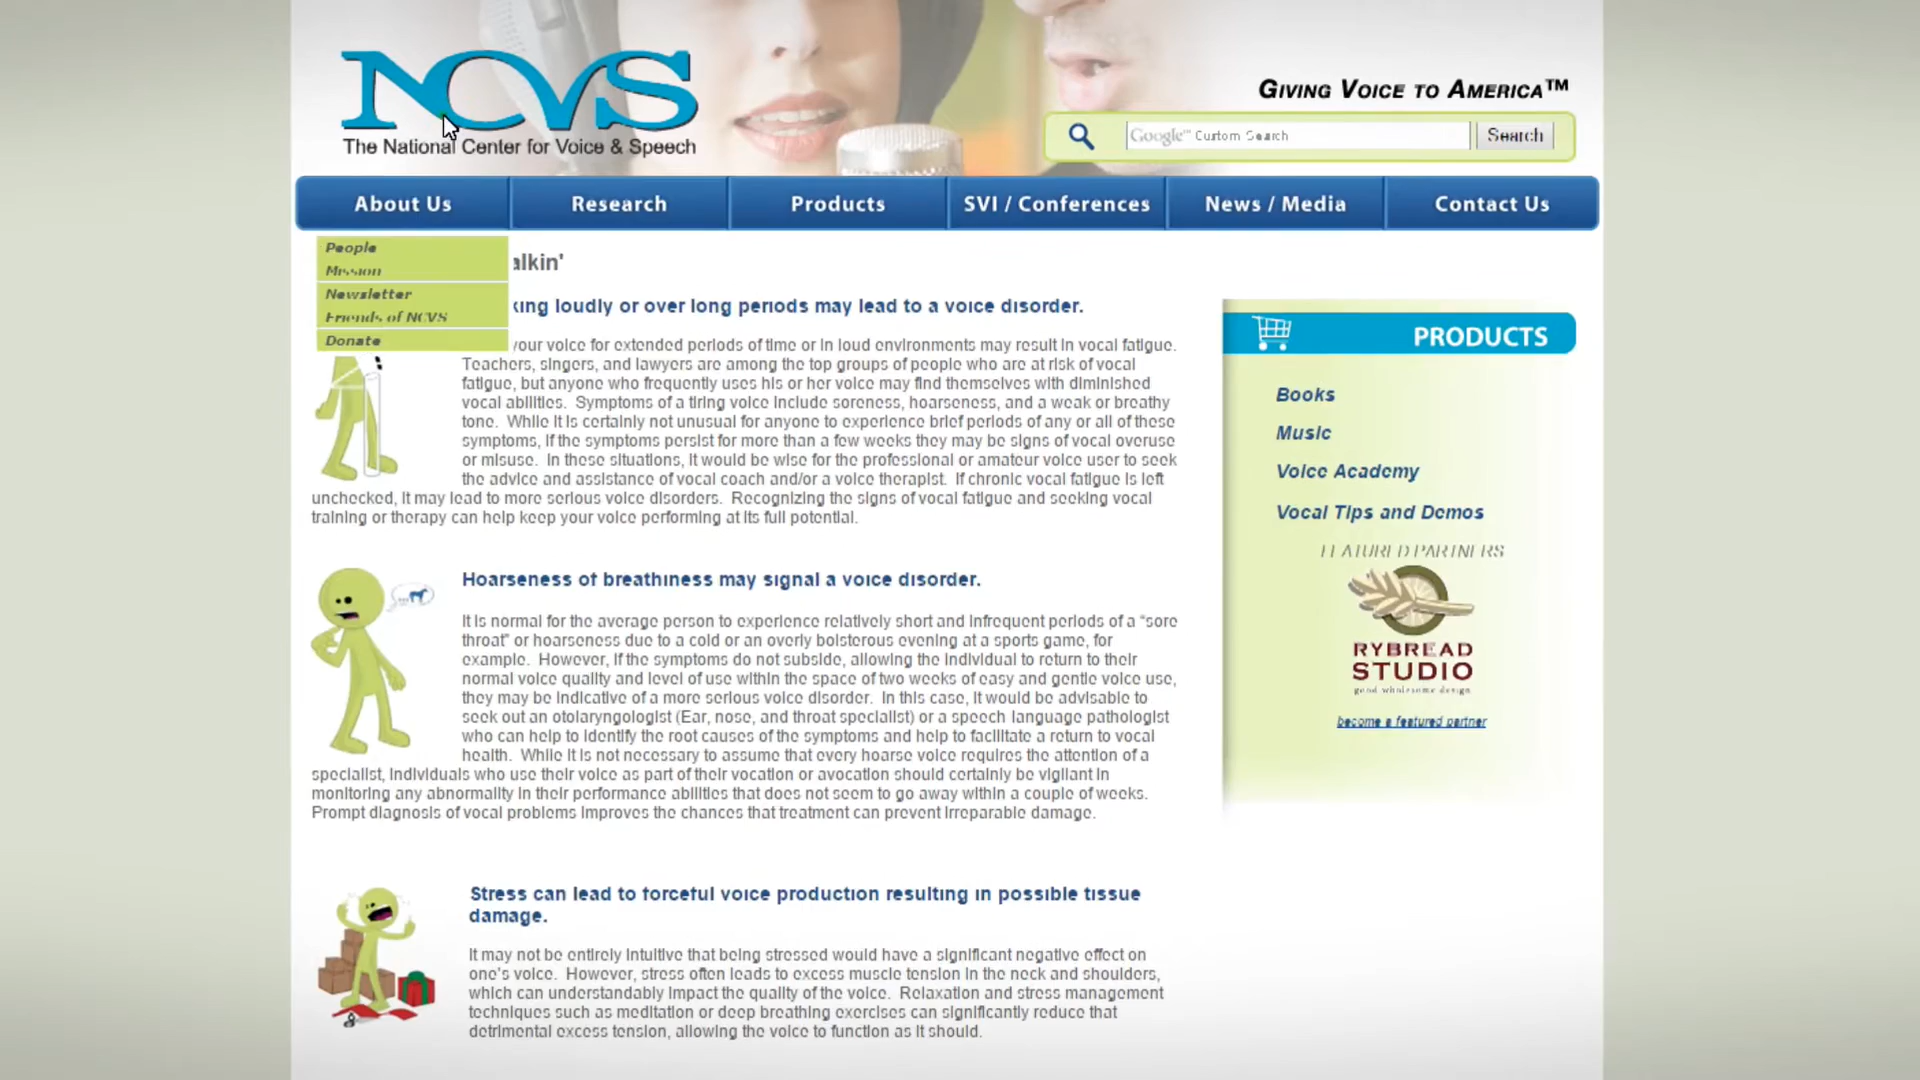 NCVS
The National Center for Voice & Speech
GIVING VOICE TO AMERICA™
Google™ Custom Search
Search
About Us
Research
Products
SVI / Conferences
News / Media
Contact Us
People
Mission
Newsletter
Friends of NCVS
Donate
alkin'
king loudly or over long periods may lead to a voice disorder.
your voice for extended periods of time or in loud environments may result in vocal fatigue.
Teachers, singers, and lawyers are among the top groups of people who are at risk of vocal
fatigue, but anyone who frequently uses his or her voice may find themselves with diminished
vocal abilities. Symptoms of a tiring voice include soreness, hoarseness, and a weak or breathy
tone. While it is certainly not unusual for anyone to experience brief periods of any or all of these
symptoms, if the symptoms persist for more than a few weeks they may be signs of vocal overuse
or misuse. In these situations, it would be wise for the professional or amateur voice user to seek
the advice and assistance of vocal coach and/or a voice therapist. If chronic vocal fatigue is left
unchecked, it may lead to more serious voice disorders. Recognizing the signs of vocal fatigue and seeking vocal
training or therapy can help keep your voice performing at its full potential.
Hoarseness of breathiness may signal a voice disorder.
It is normal for the average person to experience relatively short and infrequent periods of a “sore
throat” or hoarseness due to a cold or an overly boisterous evening at a sports game, for
example. However, if the symptoms do not subside, allowing the individual to return to their
normal voice quality and level of use within the space of two weeks of easy and gentle voice use,
they may be indicative of a more serious voice disorder. In this case, it would be advisable to
seek out an otolaryngologist (Ear, nose, and throat specialist) or a speech language pathologist
who can help to identify the root causes of the symptoms and help to facilitate a return to vocal
health. While it is not necessary to assume that every hoarse voice requires the attention of a
specialist, individuals who use their voice as part of their vocation or avocation should certainly be vigilant in
monitoring any abnormality in their performance abilities that does not seem to go away within a couple of weeks.
Prompt diagnosis of vocal problems improves the chances that treatment can prevent irreparable damage.
Stress can lead to forceful voice production resulting in possible tissue
damage.
It may not be entirely intuitive that being stressed would have a significant negative effect on
one's voice. However, stress often leads to excess muscle tension in the neck and shoulders,
which can understandably impact the quality of the voice. Relaxation and stress management
techniques such as meditation or deep breathing exercises can significantly reduce that
detrimental excess tension, allowing the voice to function as it should.
PRODUCTS
Books
Music
Voice Academy
Vocal Tips and Demos
FEATURED PARTNERS
RYBREAD
STUDIO
good wholesome design
become a featured partner